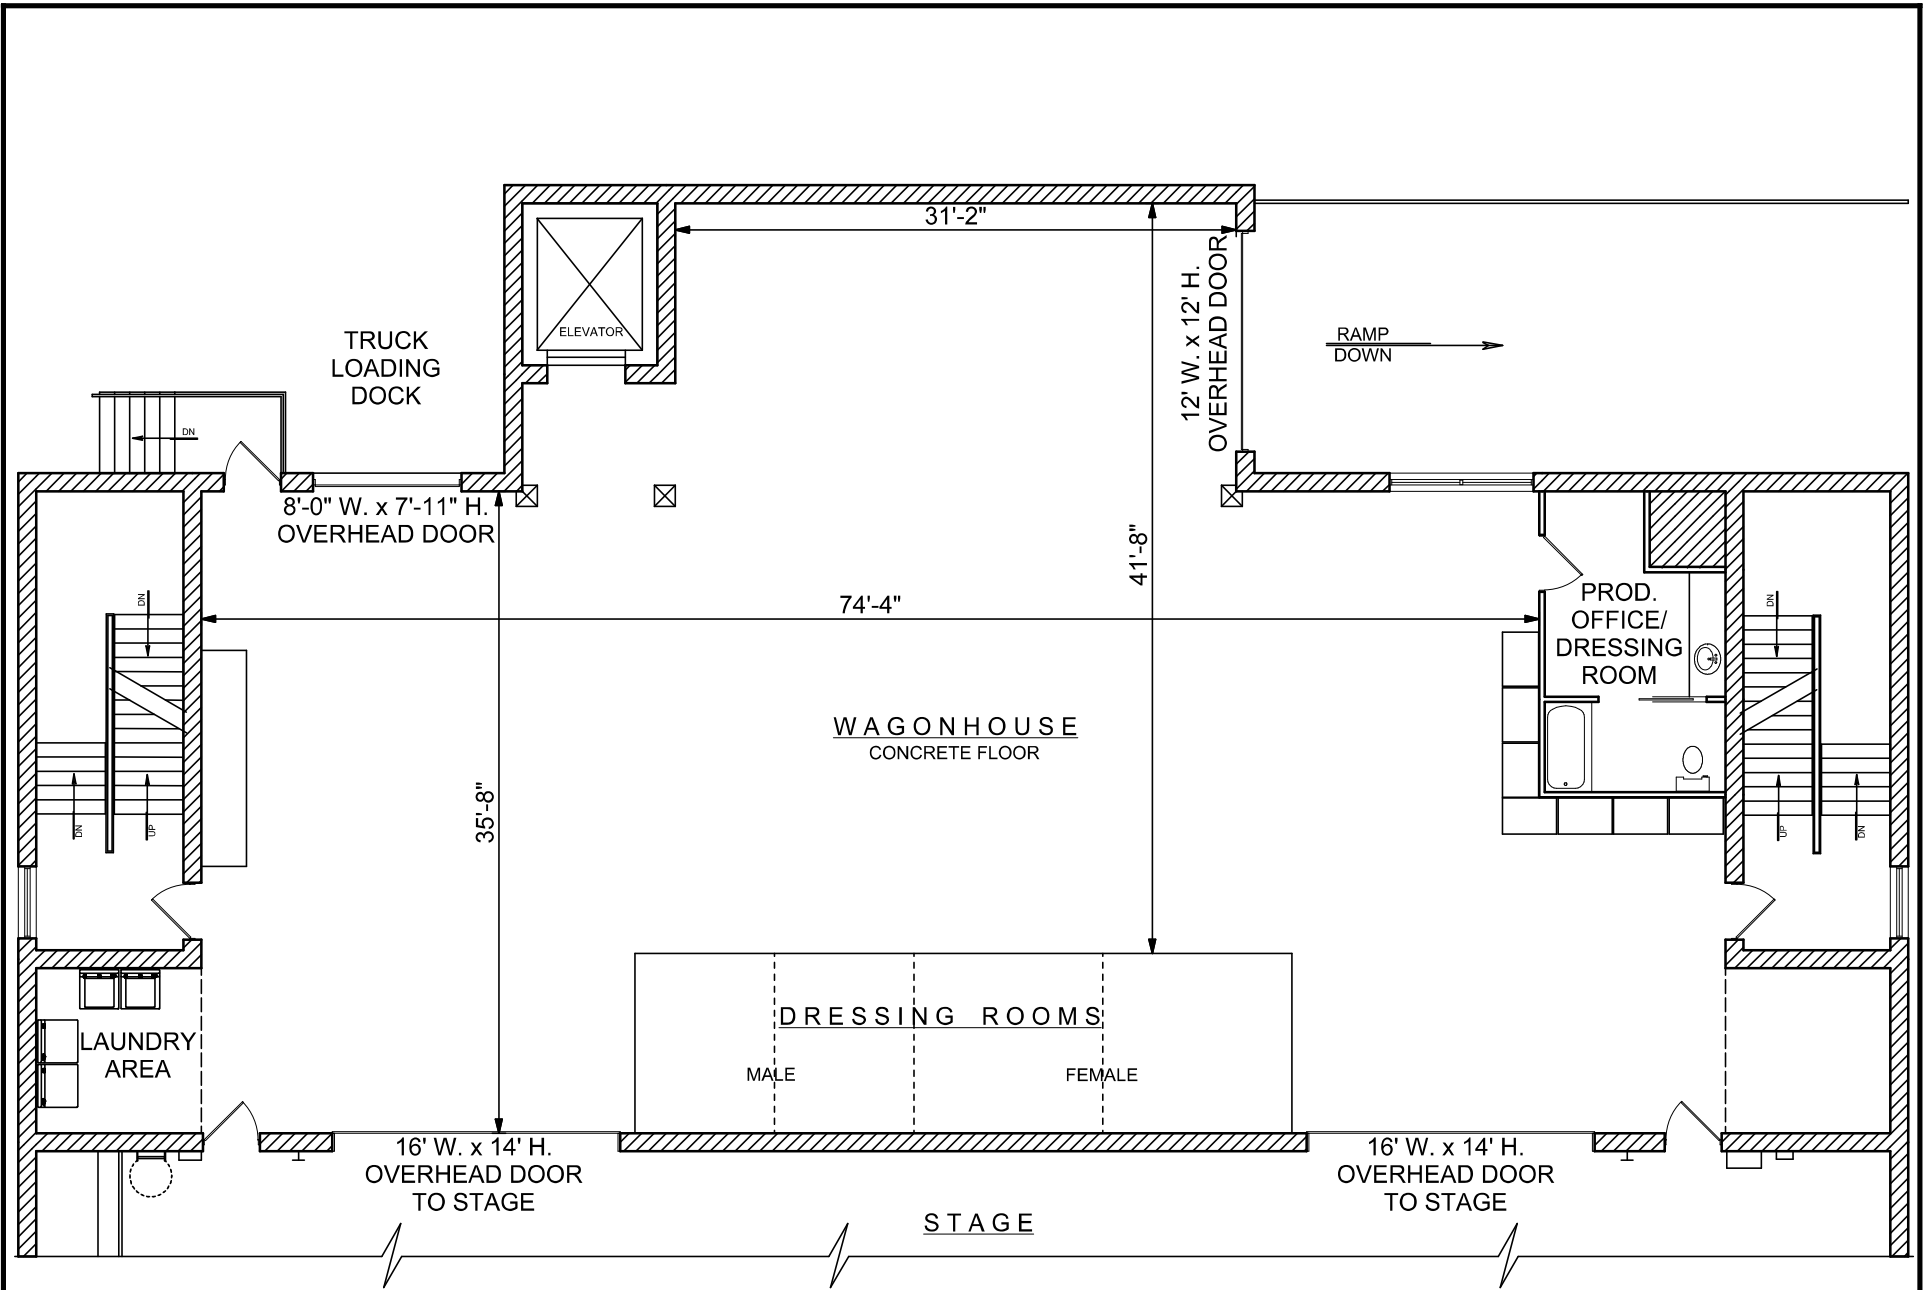 31'-2"
12' W. x 12' H.
OVERHEAD DOOR
ELEVATOR
RAMP
DOWN
TRUCK
LOADING
DOCK
DN
8'-0" W. x 7'-11" H.
OVERHEAD DOOR
41'-8"
DN
74'-4"
PROD.
OFFICE/
DRESSING
ROOM
DN
WAGONHOUSE
CONCRETE FLOOR
35'-8"
DN
UP
UP
DN
DRESSING ROOMS
MALE
FEMALE
LAUNDRY
AREA
16' W. x 14' H.
OVERHEAD DOOR
TO STAGE
16' W. x 14' H.
OVERHEAD DOOR
TO STAGE
STAGE